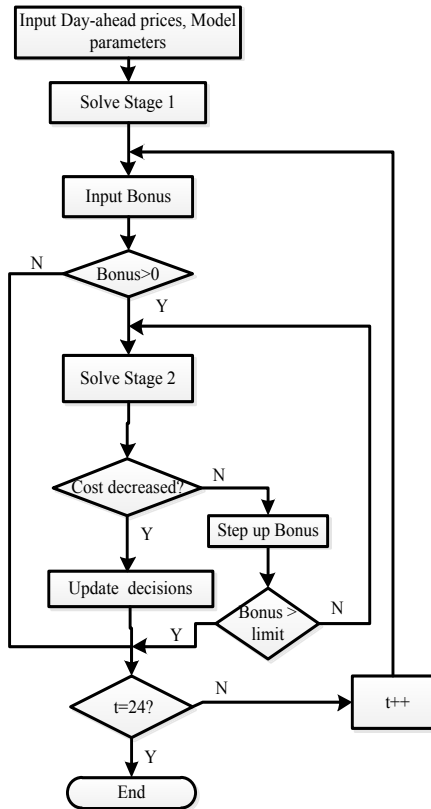 Input Day-ahead prices, Model
parameters
Solve Stage 1
Input Bonus
N
Bonus>0
Y
Solve Stage 2
Cost decreased?
N
Step up Bonus
Y
Update decisions
Y
Bonus >
limit
N
t=24?
N
t++
Y
End